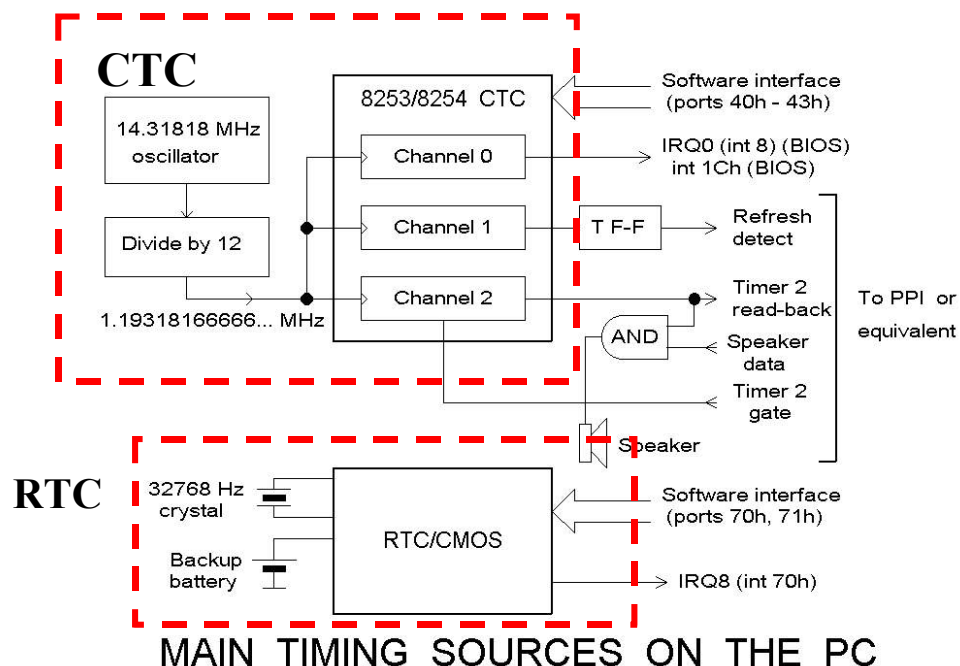 CTC
14.31818 MHz
oscillator
Divide by 12
1.19318166666... MHz
8253/8254 CTC
Channel 0
Channel 1
Channel 2
Software interface
(ports 40h - 43h)
IRQ0 (int 8) (BIOS)
int 1Ch (BIOS)
T F-F
Refresh
detect
Timer 2
read-back
AND
Speaker
data
Timer 2
gate
To PPI or
equivalent
Speaker
RTC
32768 Hz
crystal
Backup
battery
RTC/CMOS
Software interface
(ports 70h, 71h)
IRQ8 (int 70h)
MAIN TIMING SOURCES ON THE PC